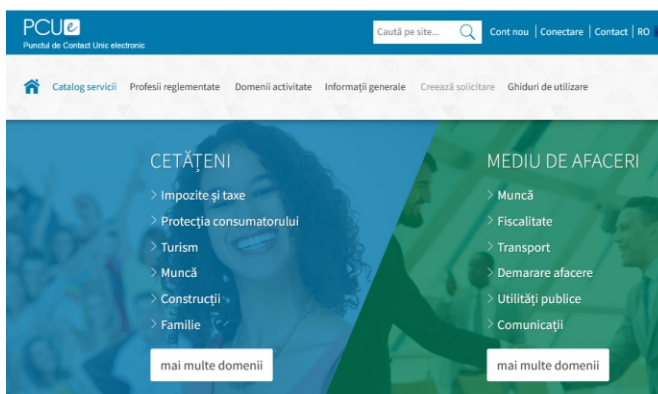 PCUe
Punctul de Contact Unic electronic
Caută pe site...
Cont nou | Conectare | Contact | RO
Catalog servicii Profesii reglementate Domenii activitate Informații generale Creează solicitare Ghiduri de utilizare
CETĂȚENI
> Impozite și taxe
> Protecția consumatorului
> Turism
> Muncă
> Construcții
> Familie
mai multe domenii
MEDIU DE AFACERI
> Muncă
> Fiscalitate
> Transport
> Demarare afacere
> Utilități publice
> Comunicații
mai multe domenii